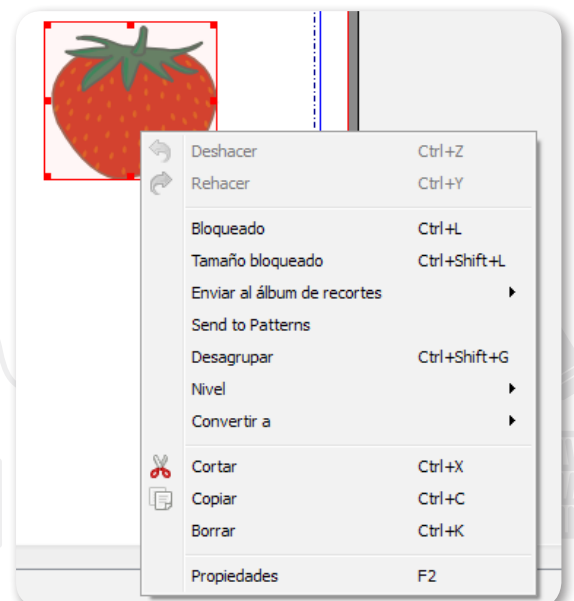 Deshacer Ctrl+Z
Rehacer Ctrl+Y
Bloqueado Ctrl+L
Tamaño bloqueado Ctrl+Shift+L
Enviar al álbum de recortes
Send to Patterns
Desagrupar Ctrl+Shift+G
Nivel
Convertir a
Cortar Ctrl+X
Copiar Ctrl+C
Borrar Ctrl+K
Propiedades F2